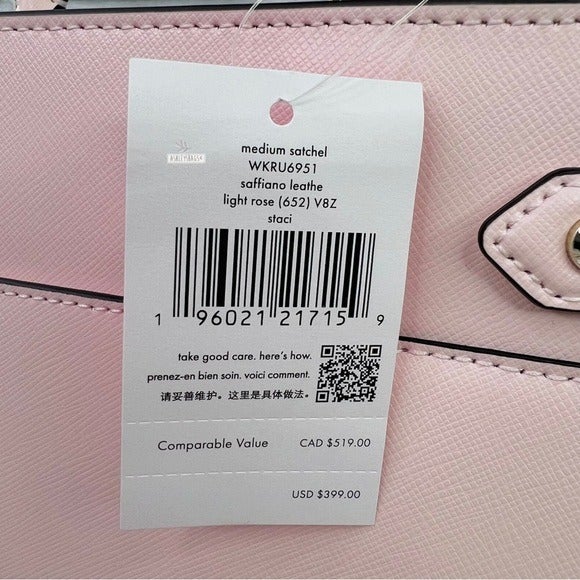 medium satchel
WKRU6951
saffiano leathe
light rose (652) V8Z
staci
1 96021 21715 9
take good care. here's how.
prenez-en bien soin. voici comment.
请妥善维护。这里是具体做法。
Comparable Value CAD $519.00
USD $399.00